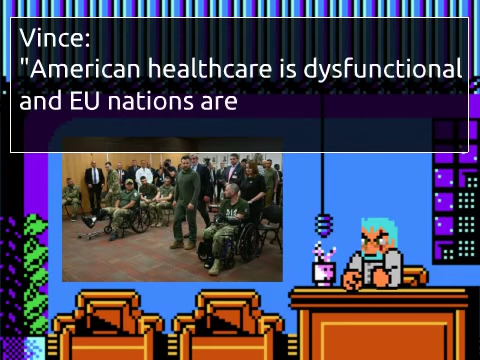 Vince:
"American healthcare is dysfunctional
and EU nations are